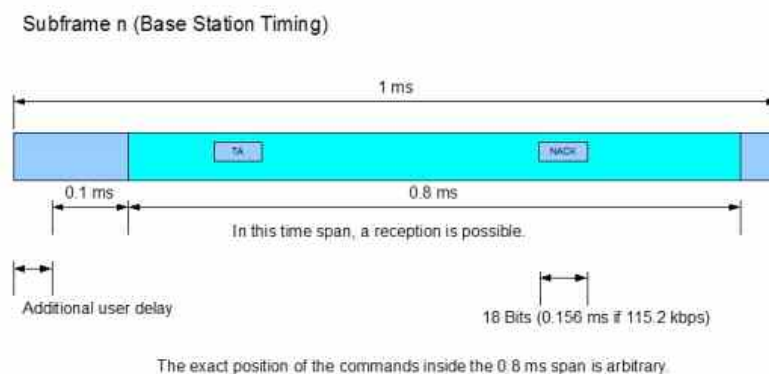 Subframe n (Base Station Timing)
1 ms
TA
NACK
0.1 ms
0.8 ms
In this time span, a reception is possible.
Additional user delay
18 Bits (0.156 ms if 115.2 kbps)
The exact position of the commands inside the 0.8 ms span is arbitrary.